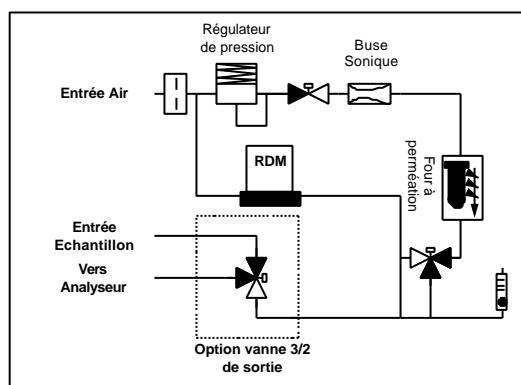 Régulateur
de pression
Buse
Sonique
Entrée Air
RDM
Four à
perméation
Entrée
Echantillon
Vers
Analyseur
Option vanne 3/2
de sortie